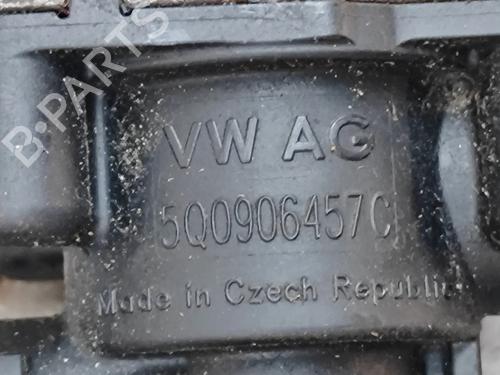 B-PARTS
VW AG
5Q0906457C
Made in Czech Republic